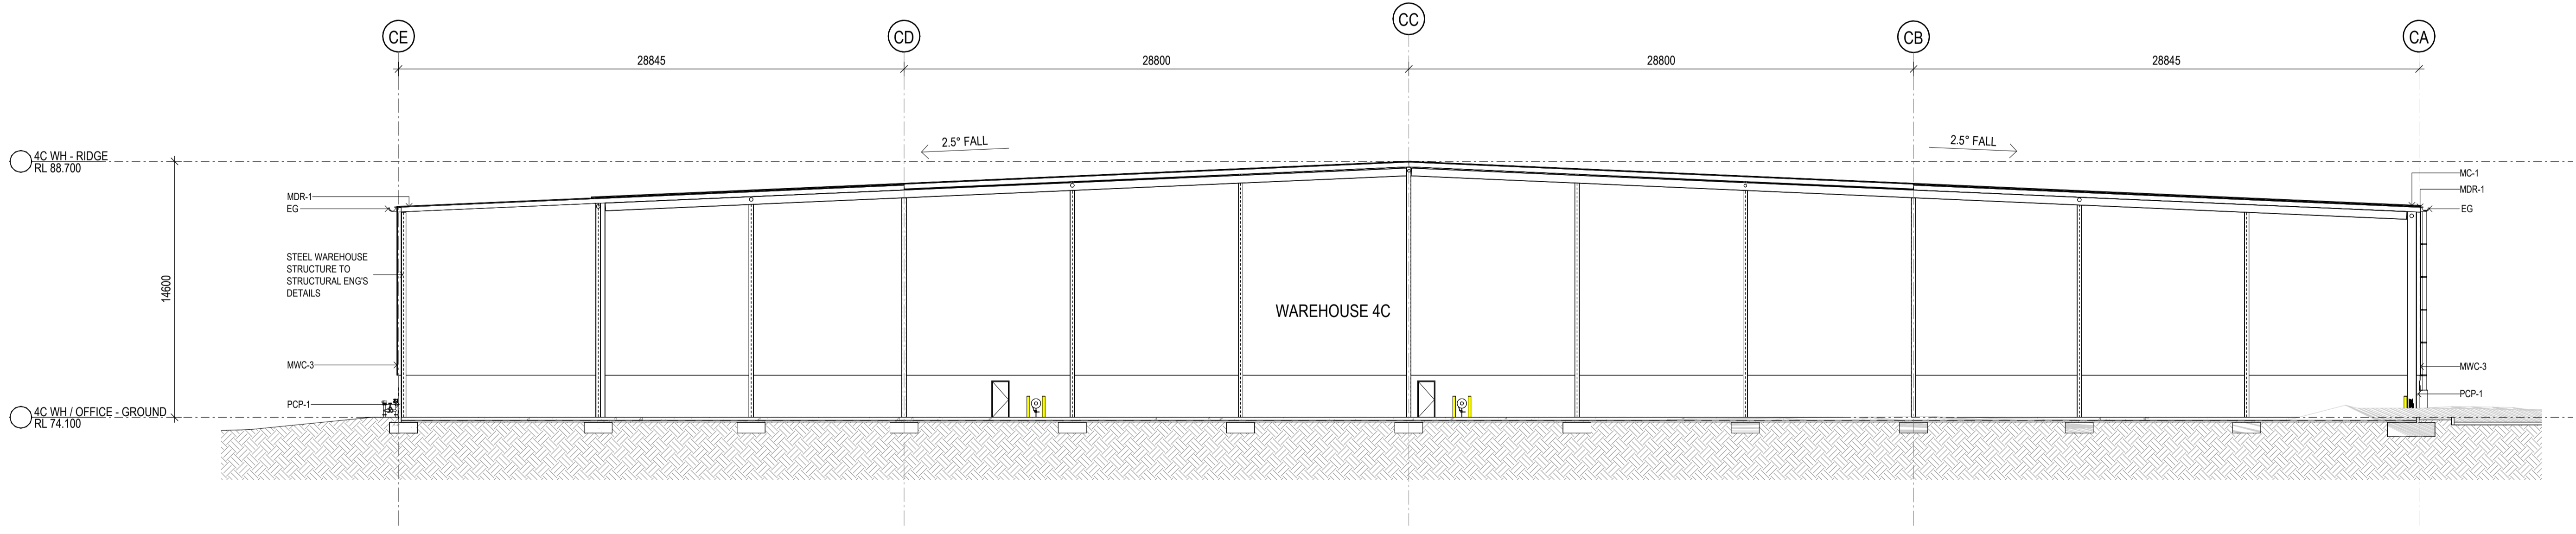 CE
CD
CC
CB
CA
28845
28800
28800
28845
2.5° FALL
2.5° FALL
4C WH - RIDGE
RL 88.700
MDR-1
EG
STEEL WAREHOUSE
STRUCTURE TO
STRUCTURAL ENG'S
DETAILS
14600
WAREHOUSE 4C
MWC-3
PCP-1
4C WH / OFFICE - GROUND
RL 74.100
MC-1
MDR-1
EG
MWC-3
PCP-1